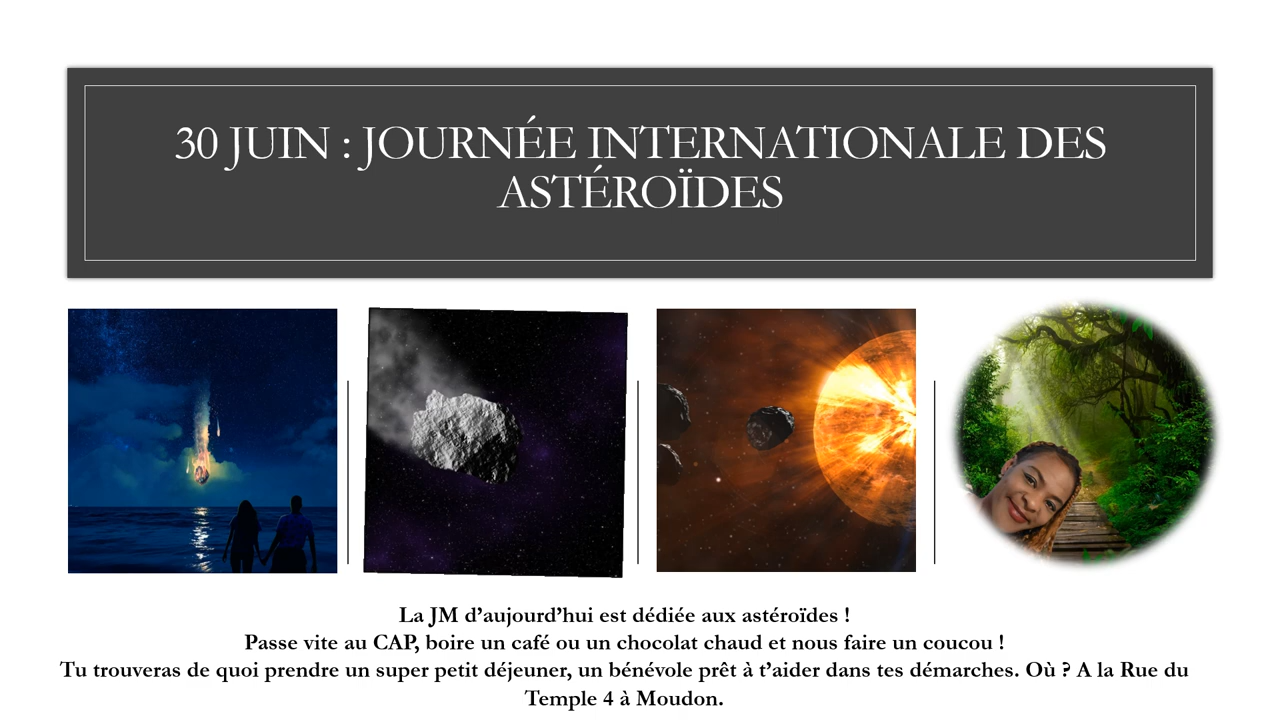 30 JUIN : JOURNÉE INTERNATIONALE DES
ASTÉROÏDES
La JM d’aujourd’hui est dédiée aux astéroïdes !
Passe vite au CAP, boire un café ou un chocolat chaud et nous faire un coucou !
Tu trouveras de quoi prendre un super petit déjeuner, un bénévole prêt à t’aider dans tes démarches. Où ? A la Rue du
Temple 4 à Moudon.